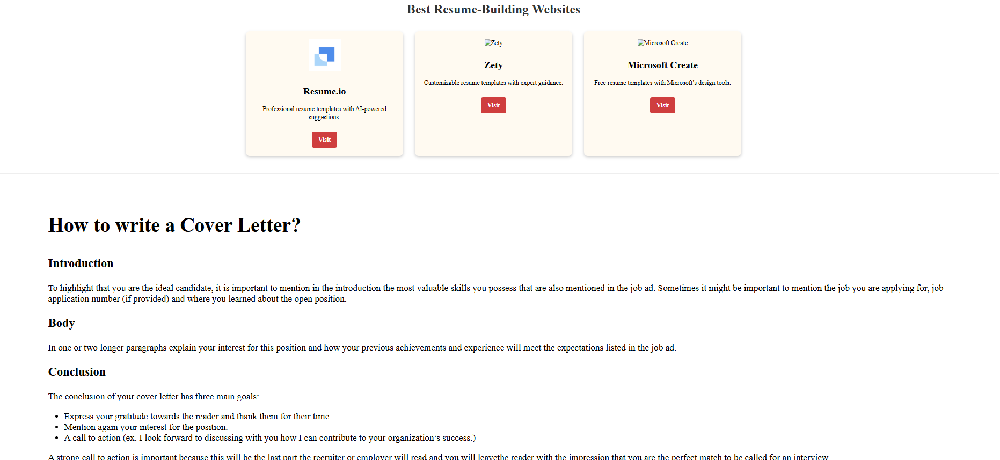 Best Resume-Building Websites
Zety
Microsoft Create
Resume.io
Professional resume templates with AI-powered
suggestions.
Visit
Zety
Customizable resume templates with expert guidance.
Visit
Microsoft Create
Free resume templates with Microsoft’s design tools.
Visit
How to write a Cover Letter?
Introduction
To highlight that you are the ideal candidate, it is important to mention in the introduction the most valuable skills you possess that are also mentioned in the job ad. Sometimes it might be important to mention the job you are applying for, job
application number (if provided) and where you learned about the open position.
Body
In one or two longer paragraphs explain your interest for this position and how your previous achievements and experience will meet the expectations listed in the job ad.
Conclusion
The conclusion of your cover letter has three main goals:
• Express your gratitude towards the reader and thank them for their time.
• Mention again your interest for the position.
• A call to action (ex. I look forward to discussing with you how I can contribute to your organization’s success.)
A strong call to action is important because this will be the last part the recruiter or employer will read and you will leavethe reader with the impression that you are the perfect match to be called for an interview